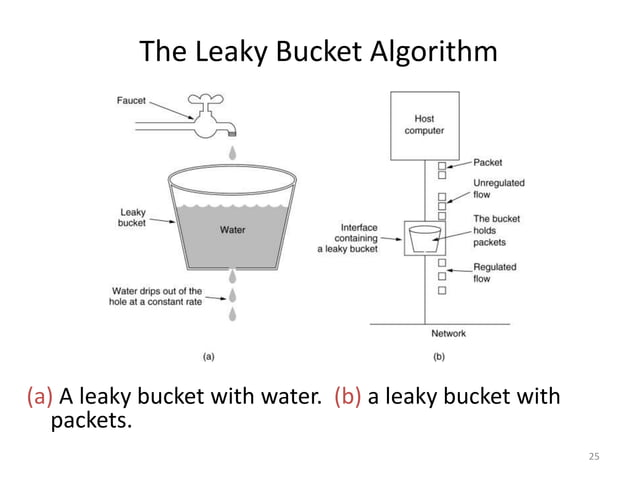 The Leaky Bucket Algorithm
Faucet
Leaky
bucket
Water
Water drips out of the
hole at a constant rate
(a)
Host
computer
Packet
Unregulated
flow
Interface
containing
a leaky bucket
The bucket
holds
packets
Regulated
flow
Network
(b)
(a) A leaky bucket with water. (b) a leaky bucket with
packets.
25